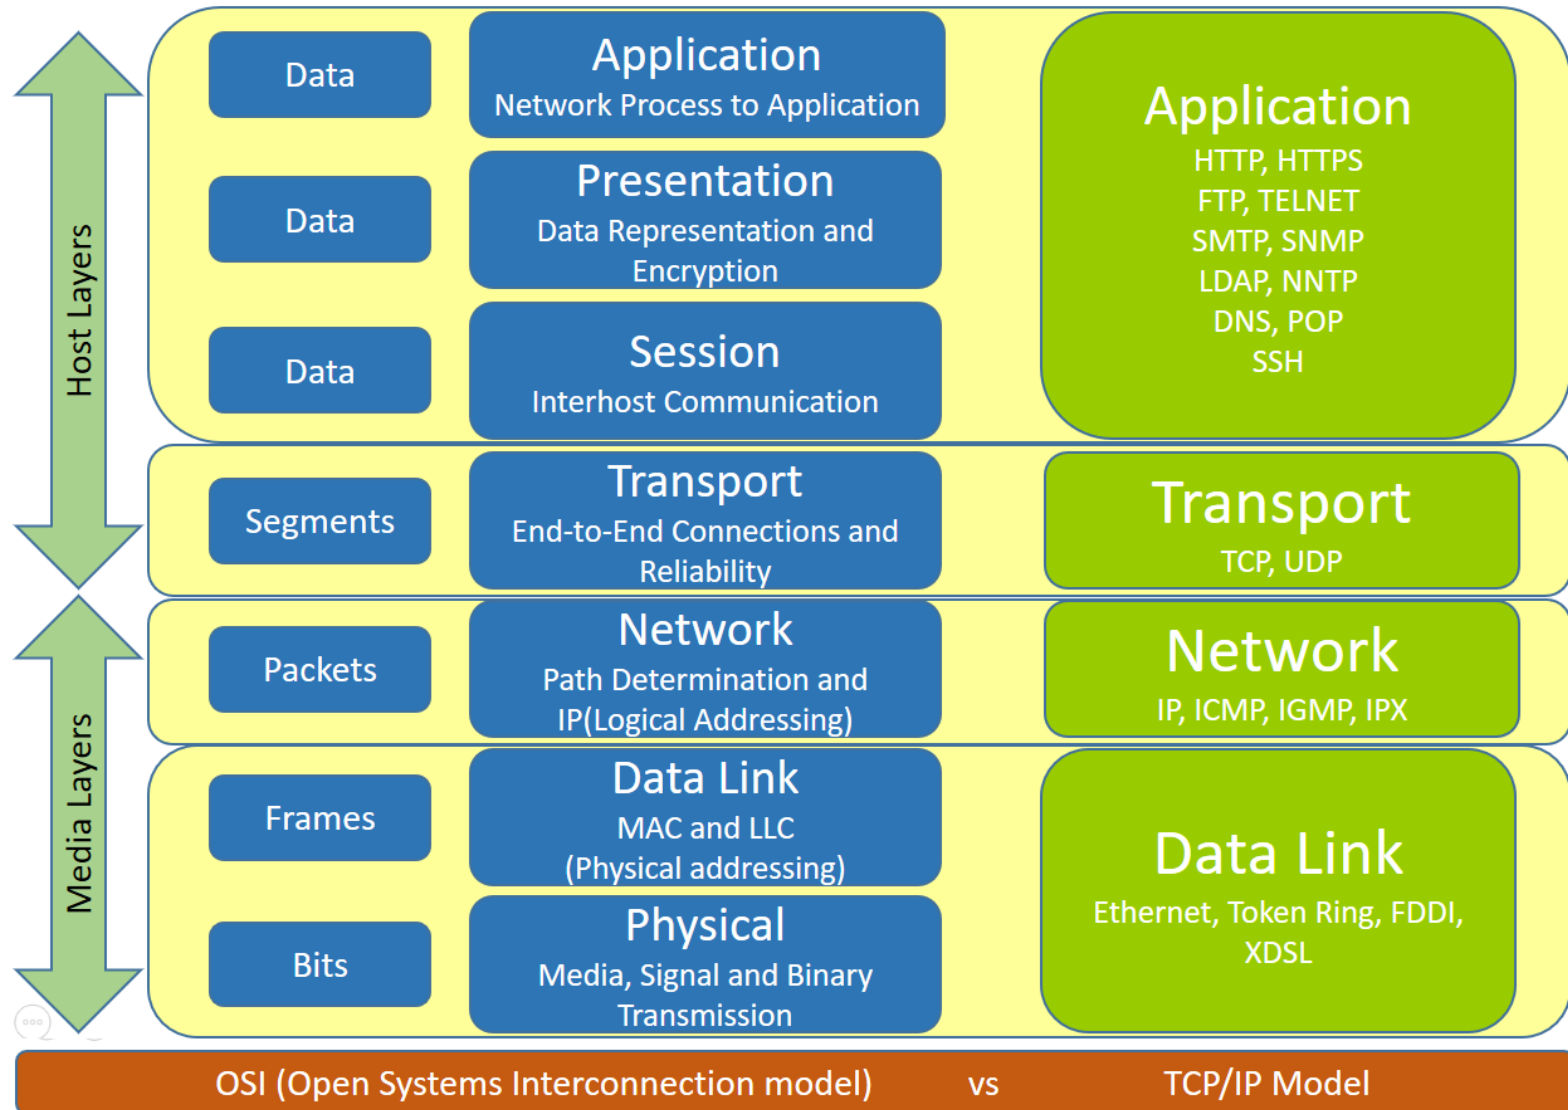 Host Layers
Data
Application
Network Process to Application
Data
Presentation
Data Representation and
Encryption
Data
Session
Interhost Communication
Application
HTTP, HTTPS
FTP, TELNET
SMTP, SNMP
LDAP, NNTP
DNS, POP
SSH
Segments
Transport
End-to-End Connections and
Reliability
Transport
TCP, UDP
Media Layers
Packets
Network
Path Determination and
IP(Logical Addressing)
Network
IP, ICMP, IGMP, IPX
Frames
Data Link
MAC and LLC
(Physical addressing)
Bits
Physical
Media, Signal and Binary
Transmission
Data Link
Ethernet, Token Ring, FDDI,
XDSL
OSI (Open Systems Interconnection model) vs TCP/IP Model